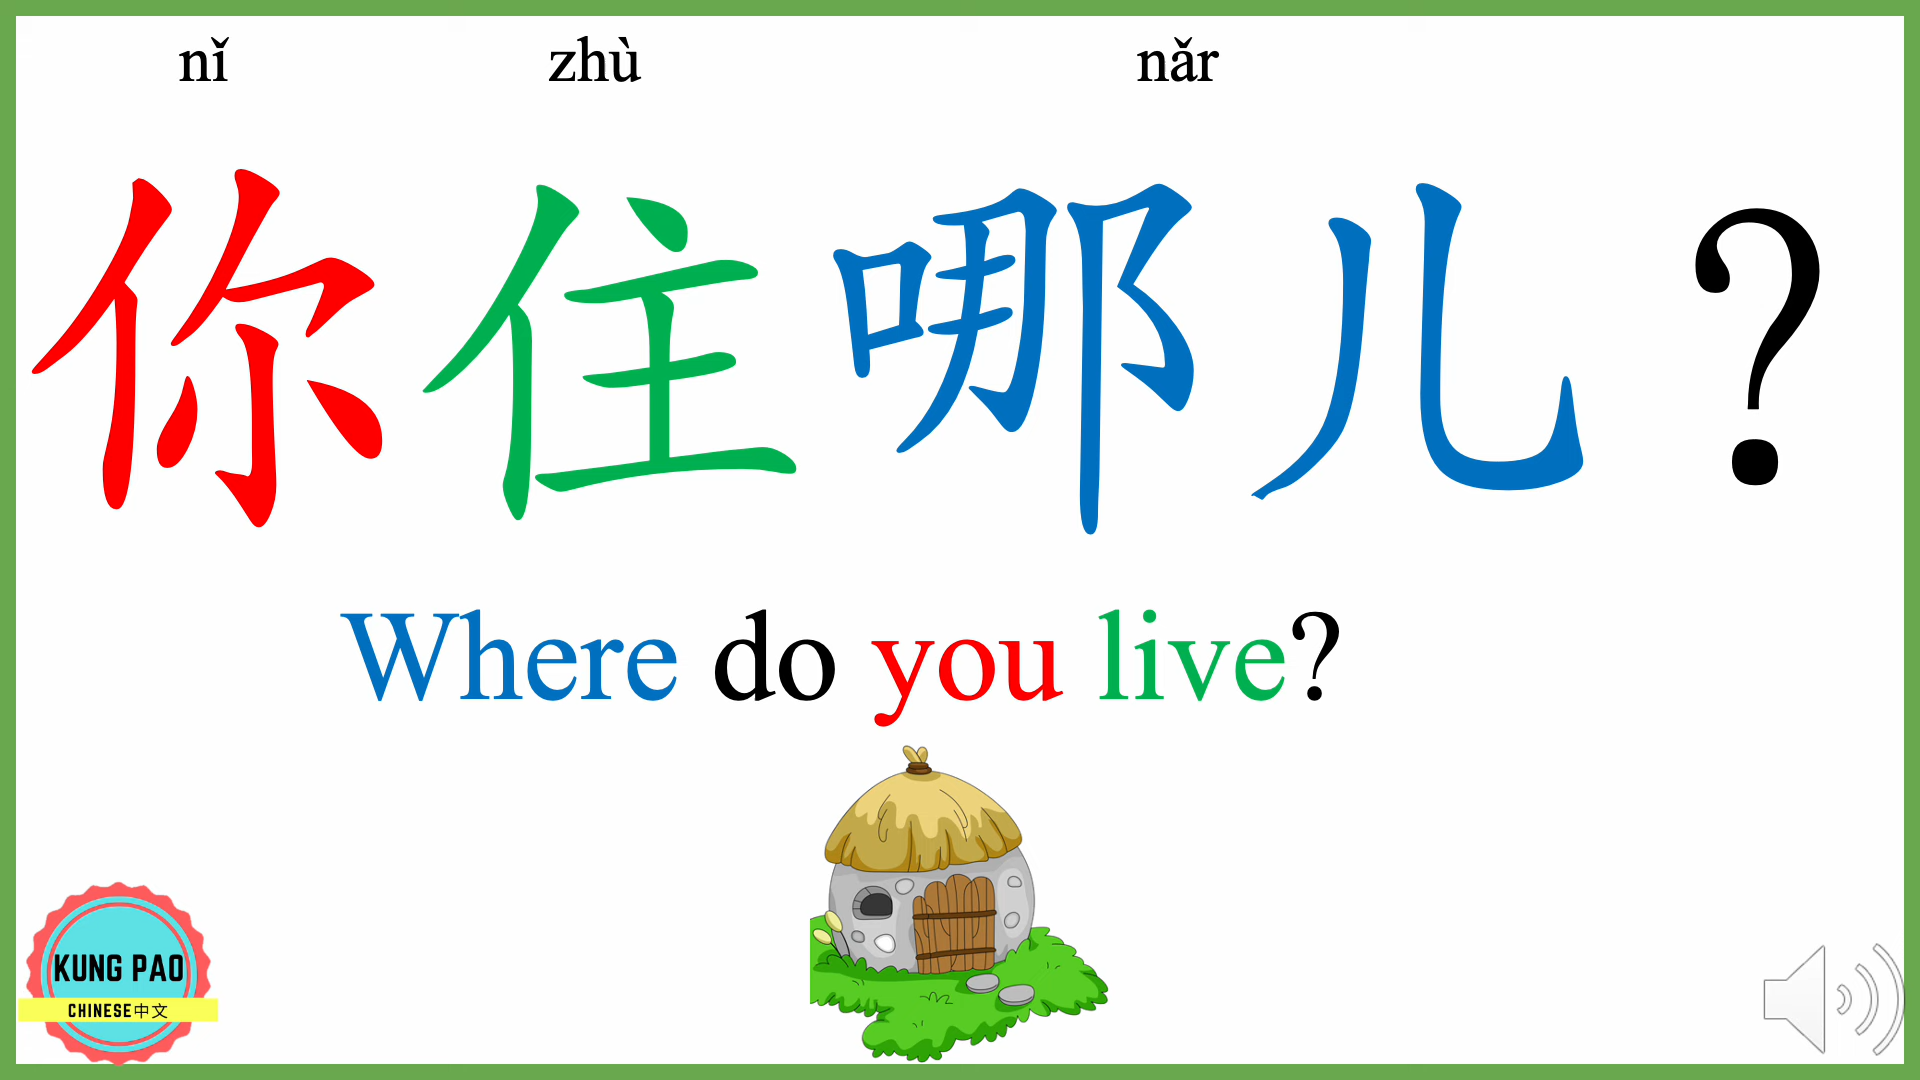 nǐ zhù nǎr
你住哪儿？
Where do you live?
KUNG PAO
CHINESE中文